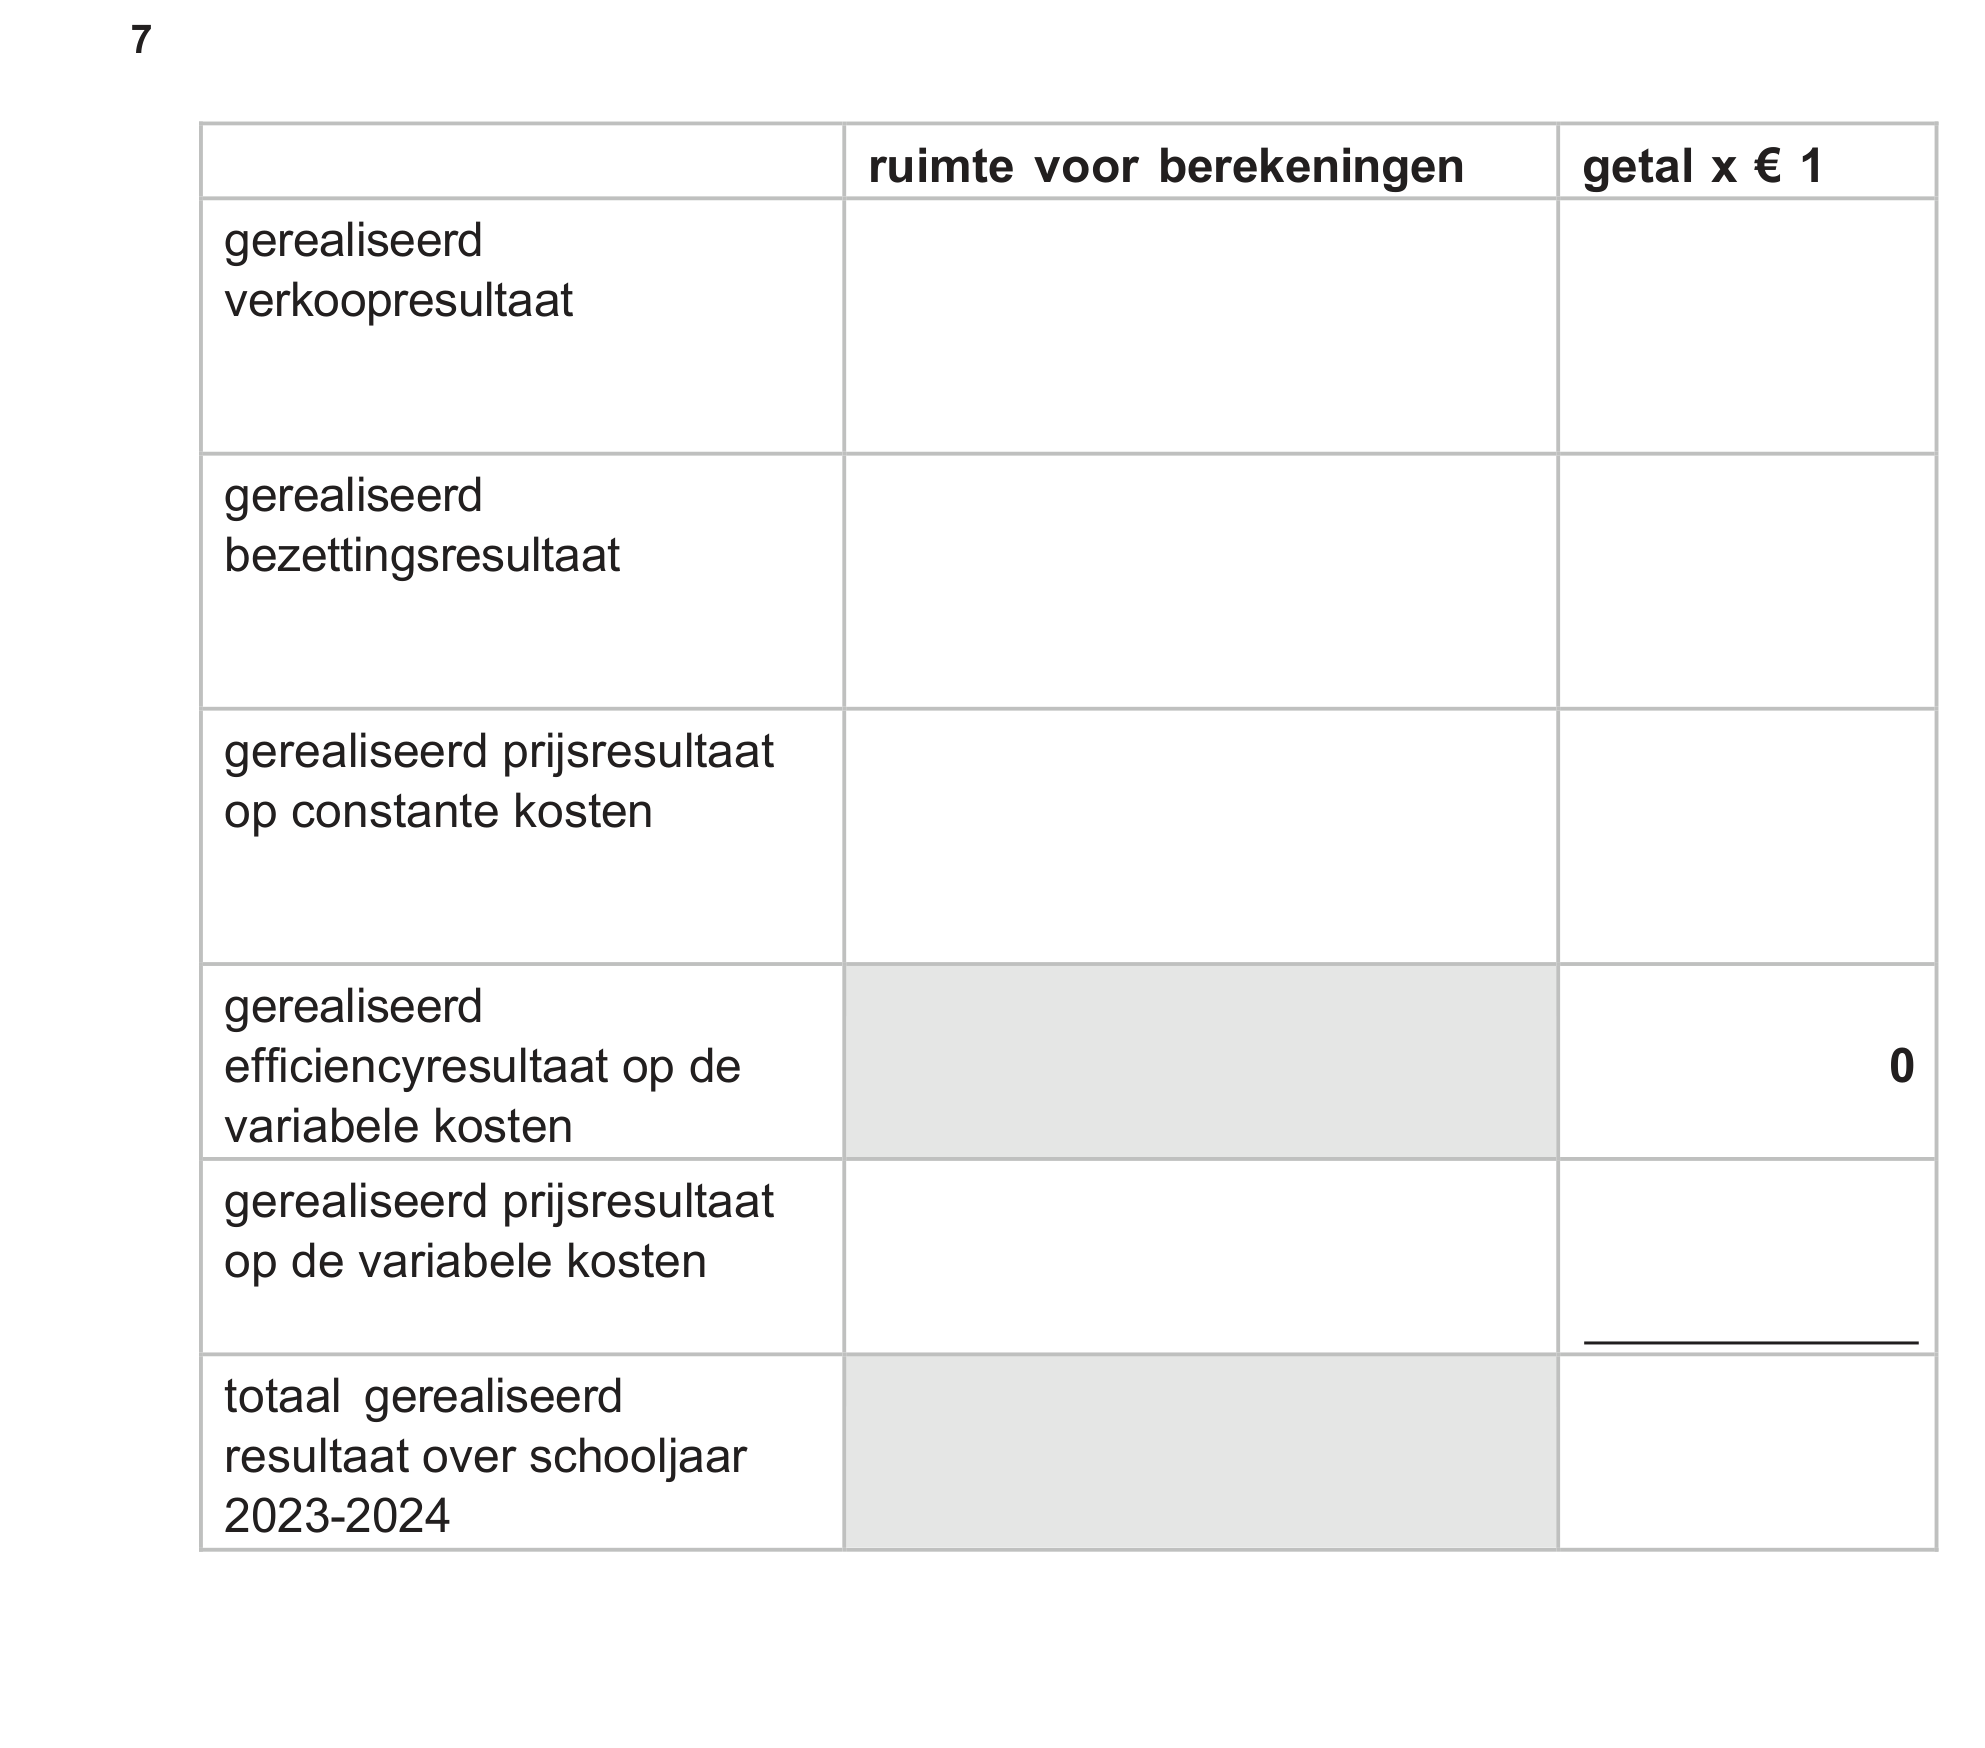 7
ruimte voor berekeningen
getal x € 1
gerealiseerd
verkoopresultaat
gerealiseerd
bezettingsresultaat
gerealiseerd prijsresultaat
op constante kosten
gerealiseerd
efficiencyresultaat op de
variabele kosten
0
gerealiseerd prijsresultaat
op de variabele kosten
totaal gerealiseerd
resultaat over schooljaar
2023-2024